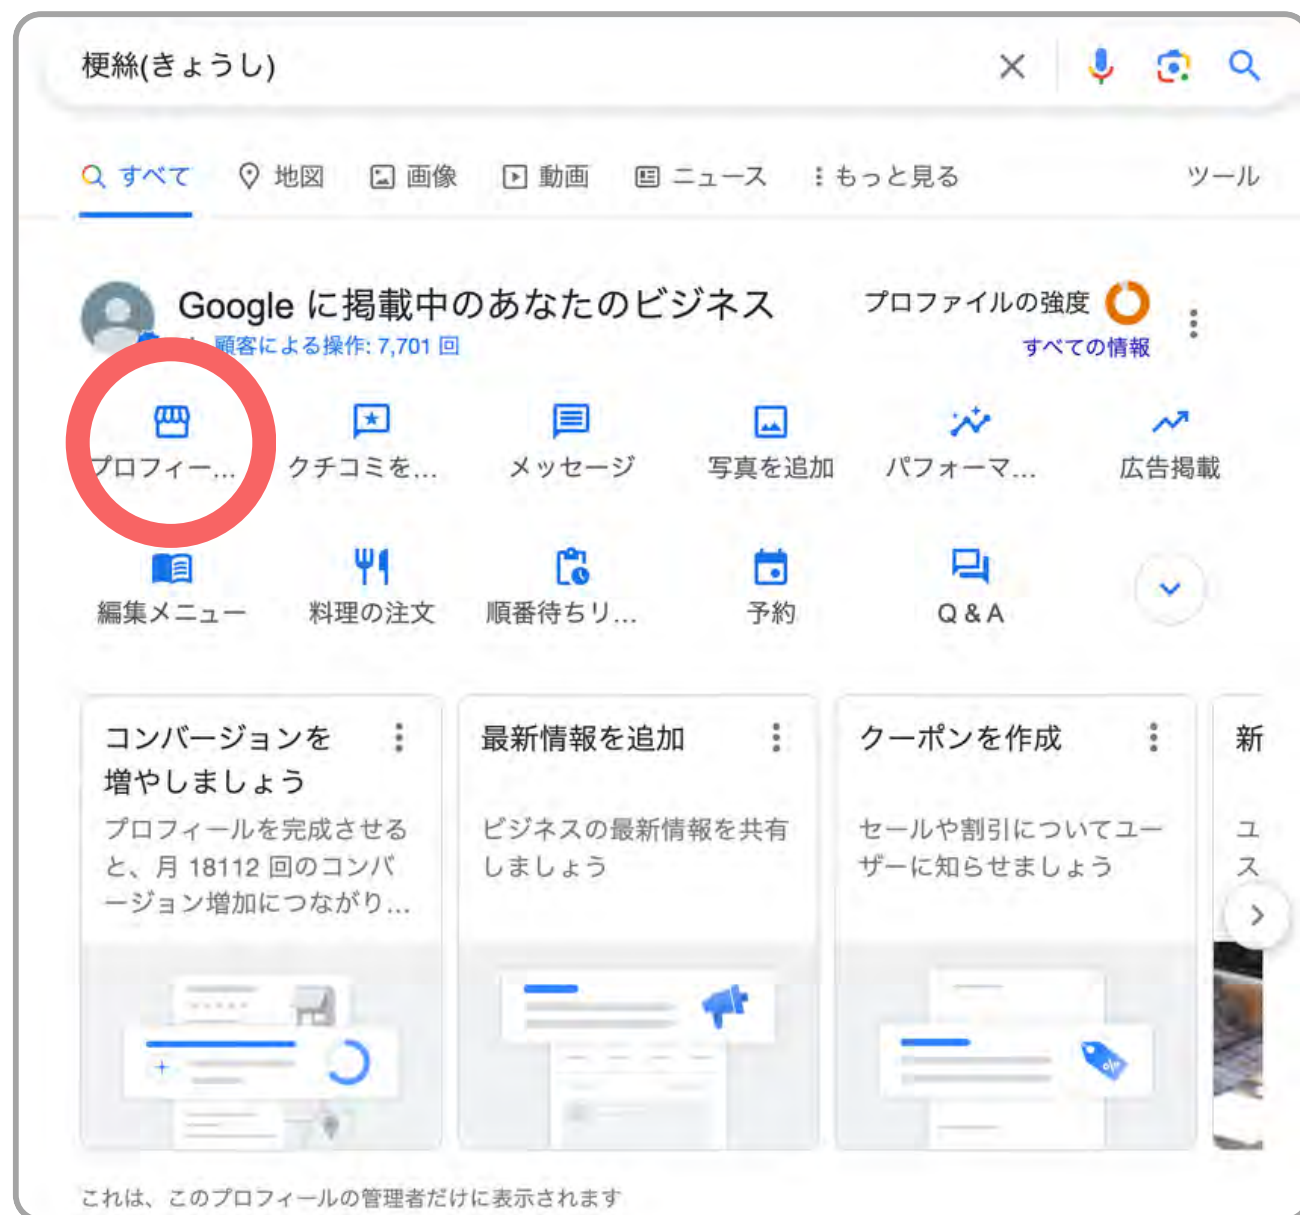 梗絲(きょうし)
すべて 地図 画像 動画 ニュース もっと見る ツール
Google に掲載中のあなたのビジネス
プロファイルの強度
顧客による操作: 7,701 回
すべての情報
プロフィー... クチコミを... メッセージ 写真を追加 パフォーマ... 広告掲載
編集メニュー 料理の注文 順番待ちリ... 予約 Q & A
コンバージョンを
増やしましょう
プロフィールを完成させる
と、月 18112 回のコンバ
ージョン増加につながり...
最新情報を追加
ビジネスの最新情報を共有
しましょう
クーポンを作成
セールや割引についてユー
ザーに知らせましょう
新
ユ
ス
これは、このプロフィールの管理者だけに表示されます